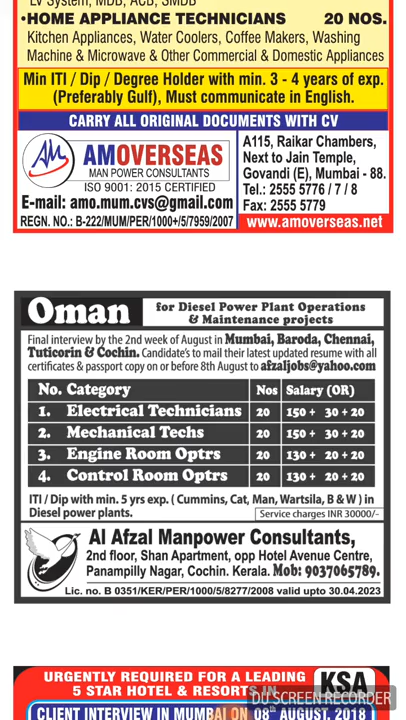 LV System, MDB, ACB, SMDB
•HOME APPLIANCE TECHNICIANS 20 NOS.
Kitchen Appliances, Water Coolers, Coffee Makers, Washing
Machine & Microwave & Other Commercial & Domestic Appliances
Min ITI / Dip / Degree Holder with min. 3 - 4 years of exp.
(Preferably Gulf), Must communicate in English.
CARRY ALL ORIGINAL DOCUMENTS WITH CV
AM
AMOVERSEAS
MAN POWER CONSULTANTS
ISO 9001: 2015 CERTIFIED
E-mail: amo.mum.cvs@gmail.com
REGN. NO.: B-222/MUM/PER/1000+/5/7959/2007
A115, Raikar Chambers,
Next to Jain Temple,
Govandi (E), Mumbai - 88.
Tel.: 2555 5776 / 7 / 8
Fax: 2555 5779
www.amoverseas.net
Oman for Diesel Power Plant Operations
& Maintenance projects
Final interview by the 2nd week of August in Mumbai, Baroda, Chennai,
Tuticorin & Cochin. Candidate's to mail their latest updated resume with all
certificates & passport copy on or before 8th August to afzaljobs@yahoo.com
No. Category Nos Salary (OR)
1. Electrical Technicians 20 150 + 30 + 20
2. Mechanical Techs 20 150 + 30 + 20
3. Engine Room Optrs 20 130 + 20 + 20
4. Control Room Optrs 20 130 + 20 + 20
ITI / Dip with min. 5 yrs exp. ( Cummins, Cat, Man, Wartsila, B & W ) in
Diesel power plants. Service charges INR 30000/-
Al Afzal Manpower Consultants,
2nd floor, Shan Apartment, opp Hotel Avenue Centre,
Panampilly Nagar, Cochin. Kerala. Mob: 9037065789.
Lic. no. B 0351/KER/PER/1000/5/8277/2008 valid upto 30.04.2023
URGENTLY REQUIRED FOR A LEADING KSA
5 STAR HOTEL & RESORTS IN
DU SCREEN RECORDER
CLIENT INTERVIEW IN MUMBAI ON 08th AUGUST, 2018